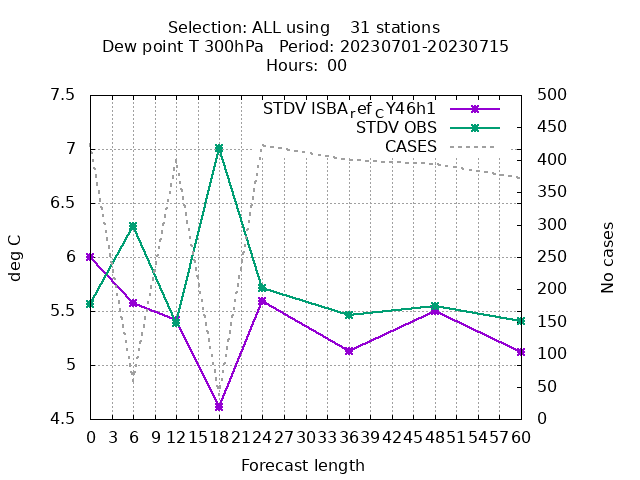 Selection: ALL using    31 stations
Dew point T 300hPa   Period: 20230701-20230715
Hours:  00
STDV ISBA_ref_CY46h1
STDV OBS
CASES
7.5
7
6.5
6
5.5
5
4.5
deg C
500
450
400
350
300
250
200
150
100
50
0
No cases
0 3 6 9 12 15 18 21 24 27 30 33 36 39 42 45 48 51 54 57 60
Forecast length